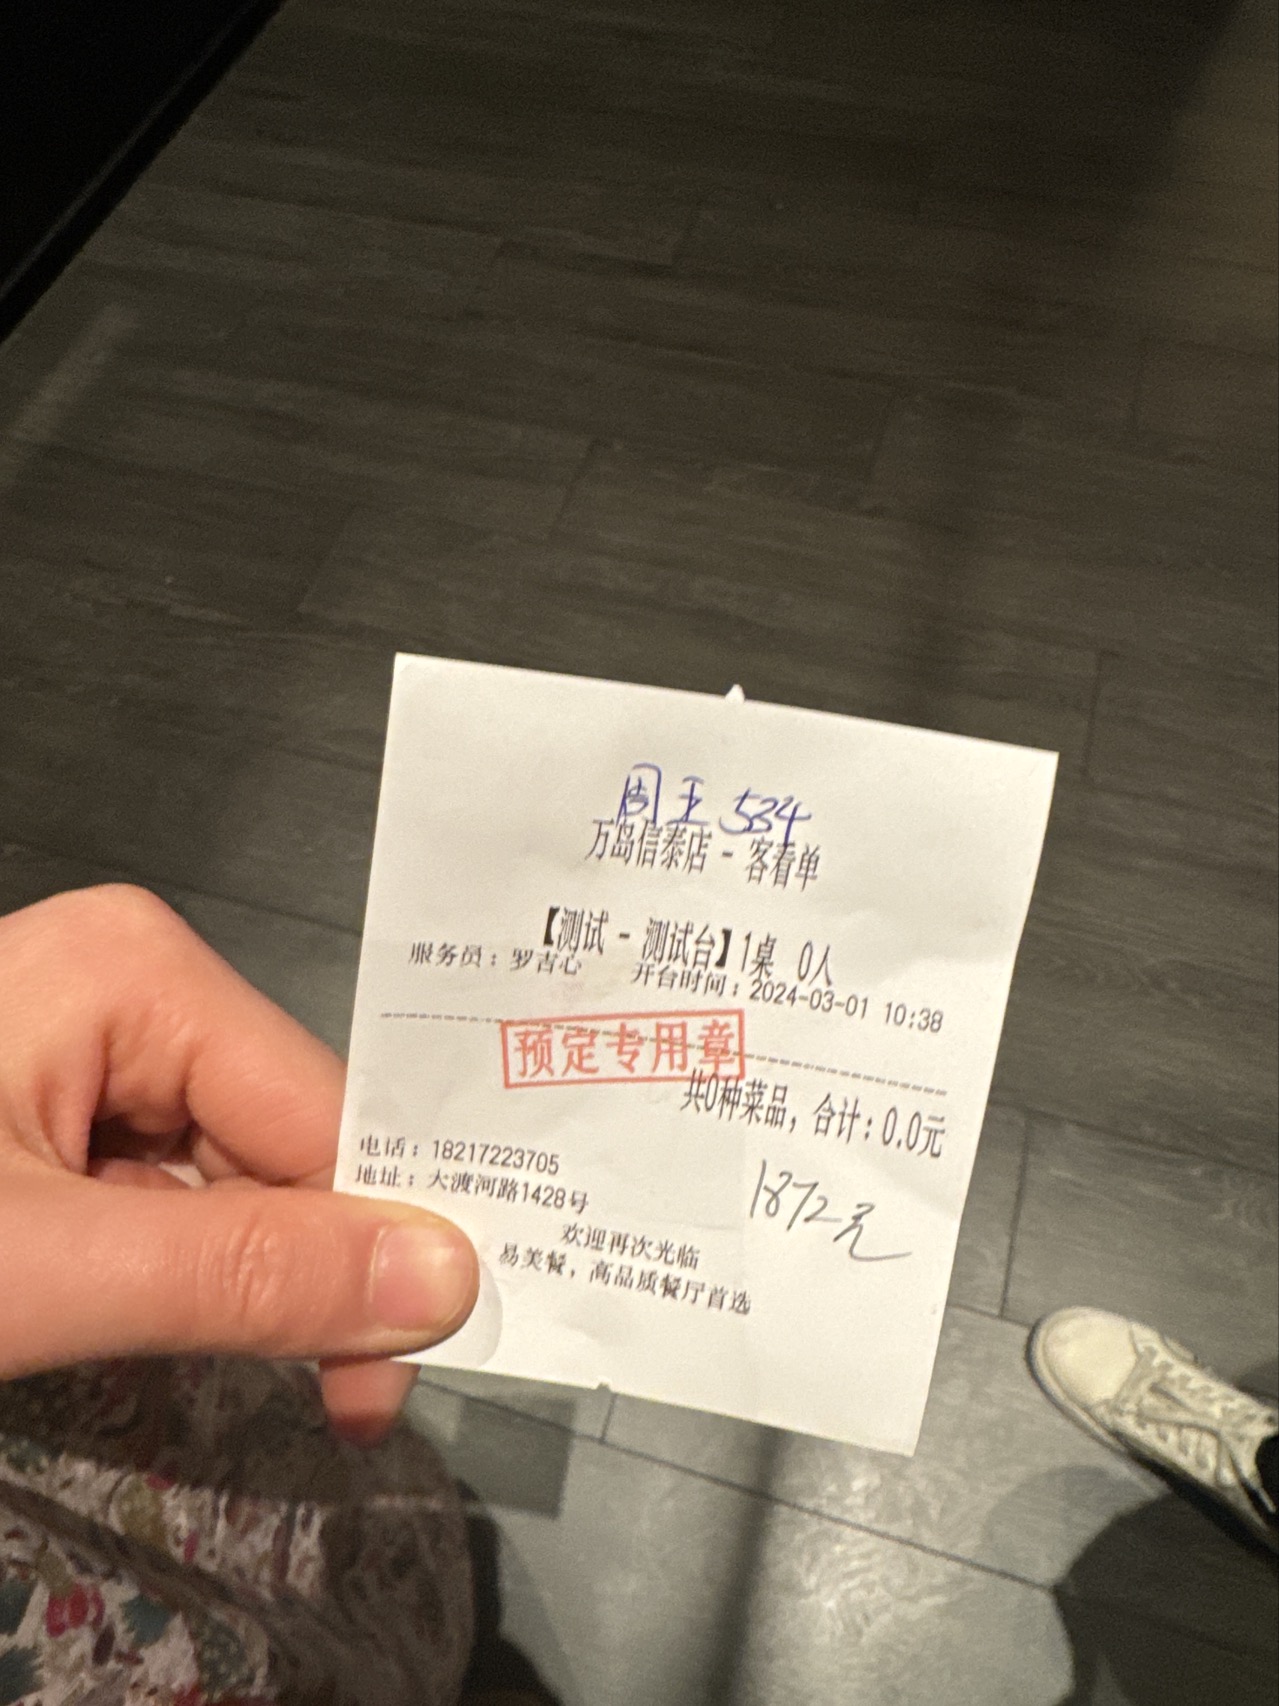 周五 534
万岛信泰店 - 客看单
【测试 - 测试台】1桌 0人
服务员：罗吉心 开台时间：2024-03-01 10:38
预定专用章
共0种菜品，合计：0.0元
电话：18217223705
地址：大渡河路1428号
1872元
欢迎再次光临
易美餐，高品质餐厅首选